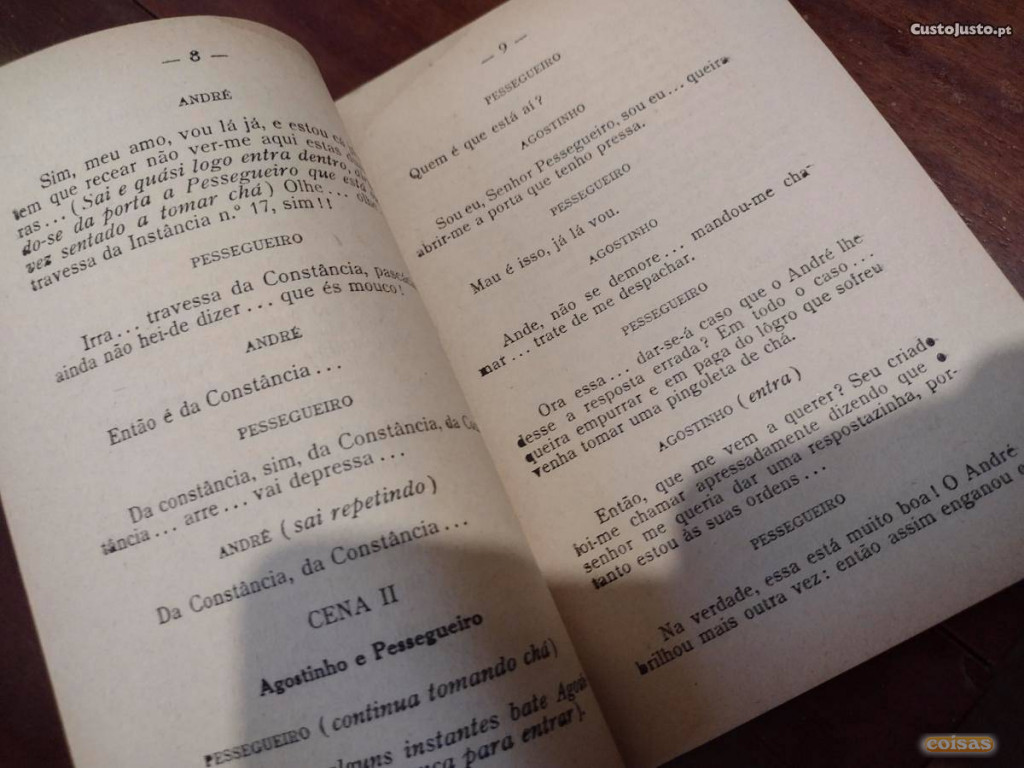 — 8 —
ANDRÉ
Sim, meu amo, vou lá já, e estou
tem que recear não ver-me aqui estas
ras... (Sai e quási logo entra dentro,
do-se da porta a Pessegueiro que está
vez sentado a tomar chá) Olhe...
travessa da Instância n.º 17, sim!!
PESSEGUEIRO
Irra... travessa da Constância,
ainda não hei-de dizer... que és mouco!
ANDRÉ
Então é da Constância...
PESSEGUEIRO
Da constância, sim, da Constância, da
tância... arre... vai depressa...
ANDRÉ (sai repetindo)
Da Constância, da Constância...
CENA II
Agostinho e Pessegueiro
PESSEGUEIRO (continua tomando chá)
instantes bate
para entrar).
— 9 —
PESSEGUEIRO
Quem é que está aí?
AGOSTINHO
Sou eu, Senhor Pessegueiro, sou eu... queira
abrir-me a porta que tenho pressa.
PESSEGUEIRO
Mau é isso, já lá vou.
AGOSTINHO
Ande, não se demore... mandou-me cha-
mar... trate de me despachar.
PESSEGUEIRO
Ora essa... dar-se-á caso que o André lhe
desse a resposta errada? Em todo o caso...
queira empurrar e em paga do lôgro que sofreu
venha tomar uma pingoleta de chá.
AGOSTINHO (entra)
Então, que me vem a querer? Seu criado
foi-me chamar apressadamente dizendo que o
senhor me queria dar uma respostazinha, por-
tanto estou às suas ordens...
PESSEGUEIRO
Na verdade, essa está muito boa! O André
brilhou mais outra vez: então assim enganou
CustoJusto.pt
coisas